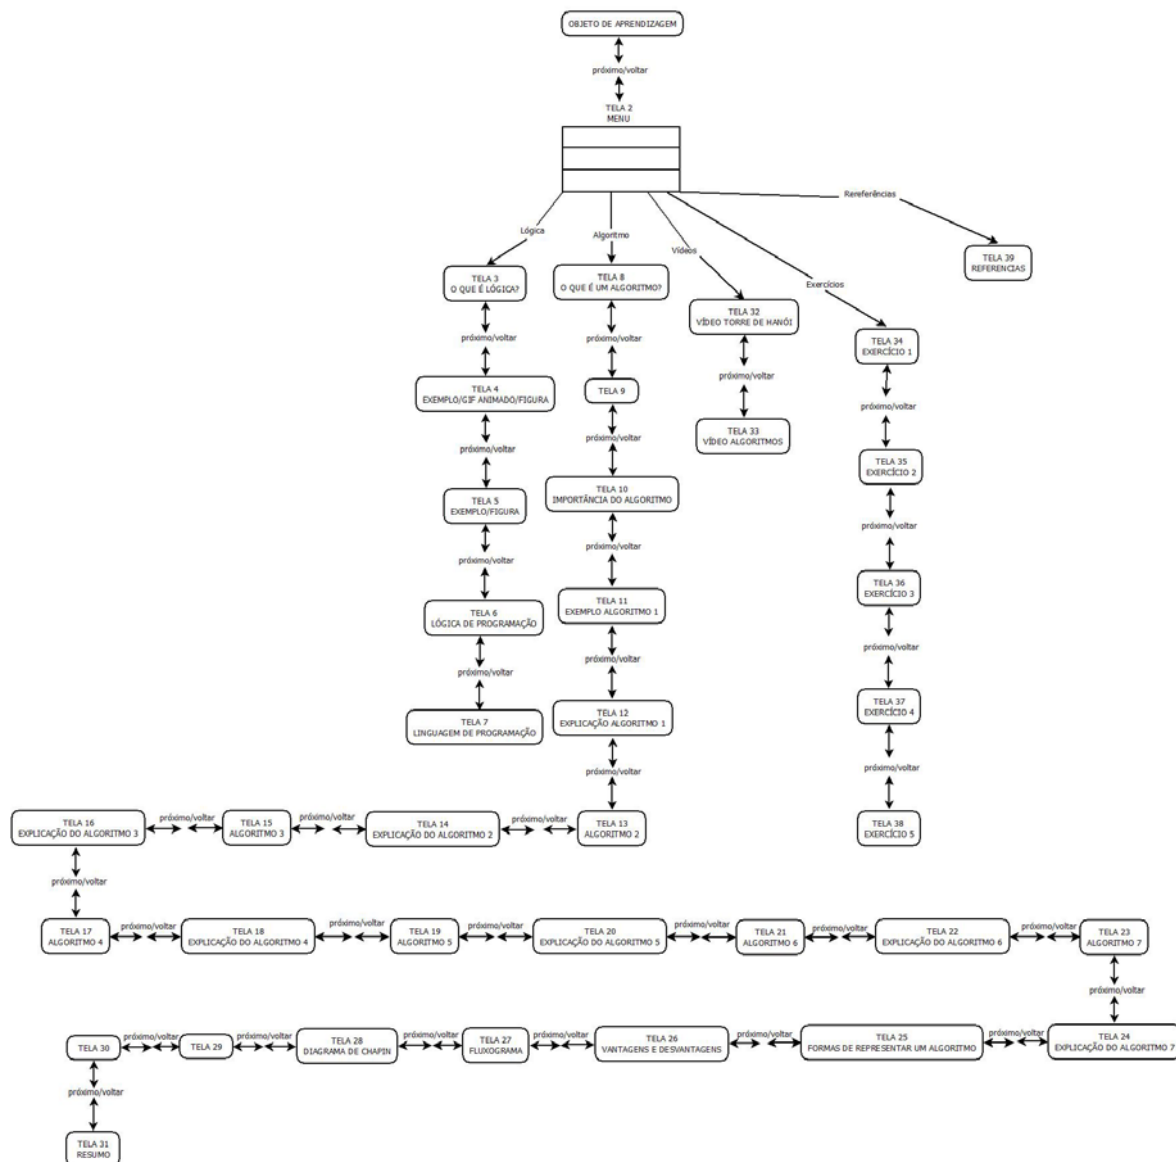 OBJETO DE APRENDIZAGEM
próximo/voltar
TELA 2
MENU
Lógica
Algoritmo
Vídeos
Exercícios
Rereferências
TELA 3
O QUE É LÓGICA?
próximo/voltar
TELA 4
EXEMPLO/GIF ANIMADO/FIGURA
próximo/voltar
TELA 5
EXEMPLO/FIGURA
próximo/voltar
TELA 6
LÓGICA DE PROGRAMAÇÃO
próximo/voltar
TELA 7
LINGUAGEM DE PROGRAMAÇÃO
TELA 8
O QUE É UM ALGORITMO?
próximo/voltar
TELA 9
próximo/voltar
TELA 10
IMPORTÂNCIA DO ALGORITMO
próximo/voltar
TELA 11
EXEMPLO ALGORITMO 1
próximo/voltar
TELA 12
EXPLICAÇÃO ALGORITMO 1
próximo/voltar
TELA 13
ALGORITMO 2
próximo/voltar
TELA 14
EXPLICAÇÃO DO ALGORITMO 2
próximo/voltar
TELA 15
ALGORITMO 3
próximo/voltar
TELA 16
EXPLICAÇÃO DO ALGORITMO 3
próximo/voltar
TELA 17
ALGORITMO 4
próximo/voltar
TELA 18
EXPLICAÇÃO DO ALGORITMO 4
próximo/voltar
TELA 19
ALGORITMO 5
próximo/voltar
TELA 20
EXPLICAÇÃO DO ALGORITMO 5
próximo/voltar
TELA 21
ALGORITMO 6
próximo/voltar
TELA 22
EXPLICAÇÃO DO ALGORITMO 6
próximo/voltar
TELA 23
ALGORITMO 7
próximo/voltar
TELA 24
EXPLICAÇÃO DO ALGORITMO 7
próximo/voltar
TELA 25
FORMAS DE REPRESENTAR UM ALGORITMO
próximo/voltar
TELA 26
VANTAGENS E DESVANTAGENS
próximo/voltar
TELA 27
FLUXOGRAMA
próximo/voltar
TELA 28
DIAGRAMA DE CHAPIN
próximo/voltar
TELA 29
próximo/voltar
TELA 30
próximo/voltar
TELA 31
RESUMO
TELA 32
VÍDEO TORRE DE HANÓI
próximo/voltar
TELA 33
VÍDEO ALGORITMOS
TELA 34
EXERCÍCIO 1
próximo/voltar
TELA 35
EXERCÍCIO 2
próximo/voltar
TELA 36
EXERCÍCIO 3
próximo/voltar
TELA 37
EXERCÍCIO 4
próximo/voltar
TELA 38
EXERCÍCIO 5
TELA 39
REFERENCIAS